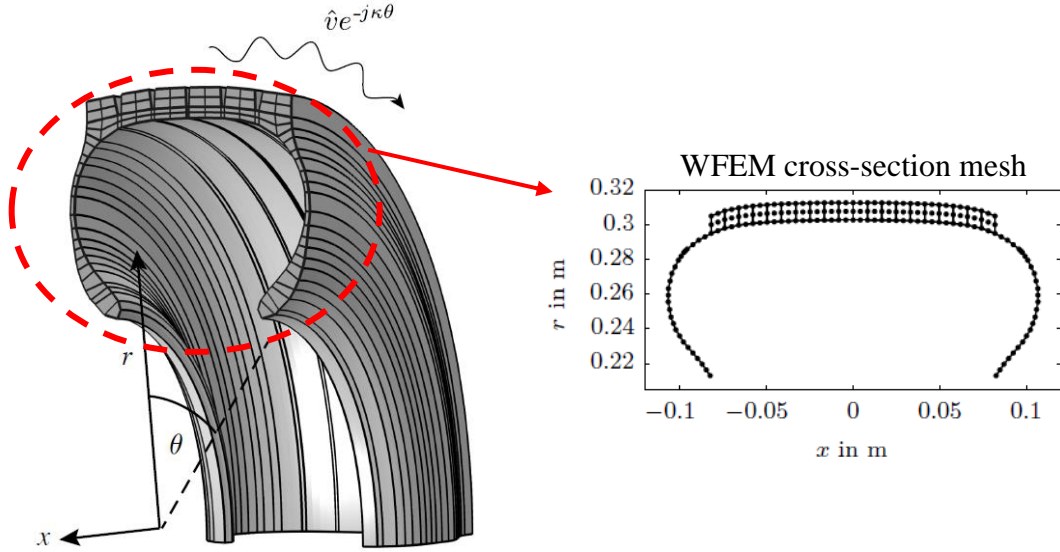 v̂e^{-jκθ}
r
θ
x
WFEM cross-section mesh
0.32
0.3
0.28
0.26
0.24
0.22
r in m
−0.1 −0.05 0 0.05 0.1
x in m